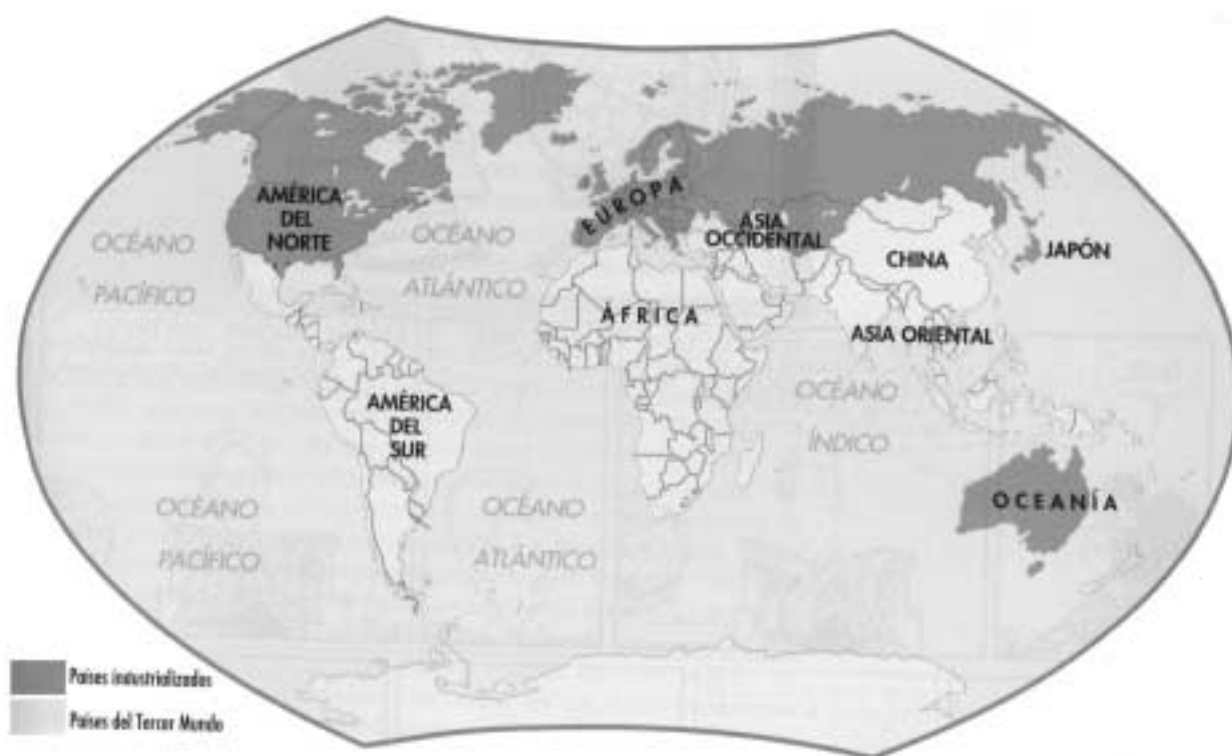 AMÉRICA
DEL
NORTE
EUROPA
ASIA
OCCIDENTAL
CHINA
JAPÓN
OCÉANO
PACÍFICO
OCÉANO
ATLÁNTICO
ÁFRICA
ASIA ORIENTAL
AMÉRICA
DEL
SUR
OCÉANO
ÍNDICO
OCEANÍA
OCÉANO
PACÍFICO
OCÉANO
ATLÁNTICO
Países industrializados
Países del Tercer Mundo